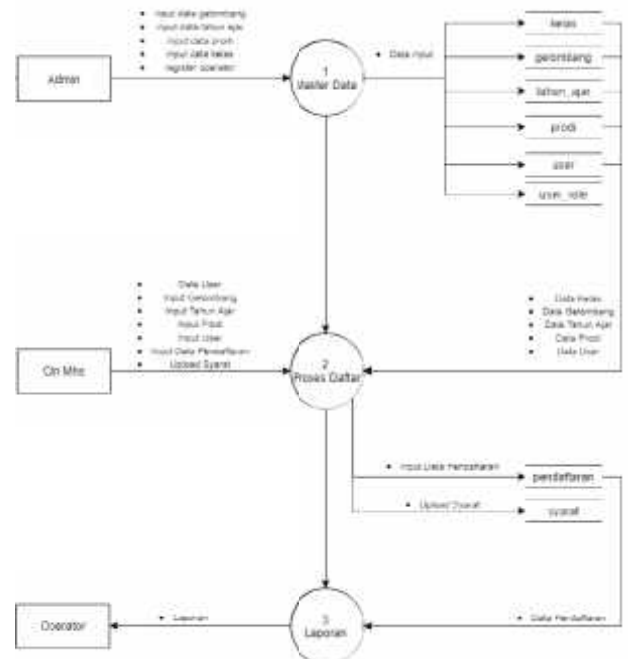 Input data gelombang
Input data tahun ajar
Input data prodi
Input data kelas
register operator
Admin
1
Master Data
Data Input
kelas
gelombang
tahun_ajar
prodi
user
user_role
Data User
Input Gelombang
Input Tahun Ajar
Input Prodi
Input User
Input Data Pendaftaran
Upload Syarat
Cln Mhs
2
Proses Daftar
Data Kelas
Data Gelombang
Data Tahun Ajar
Data Prodi
Data User
Input Data Pendaftaran
pendaftaran
Upload Syarat
syarat
Operator
Laporan
3
Laporan
Data Pendaftaran